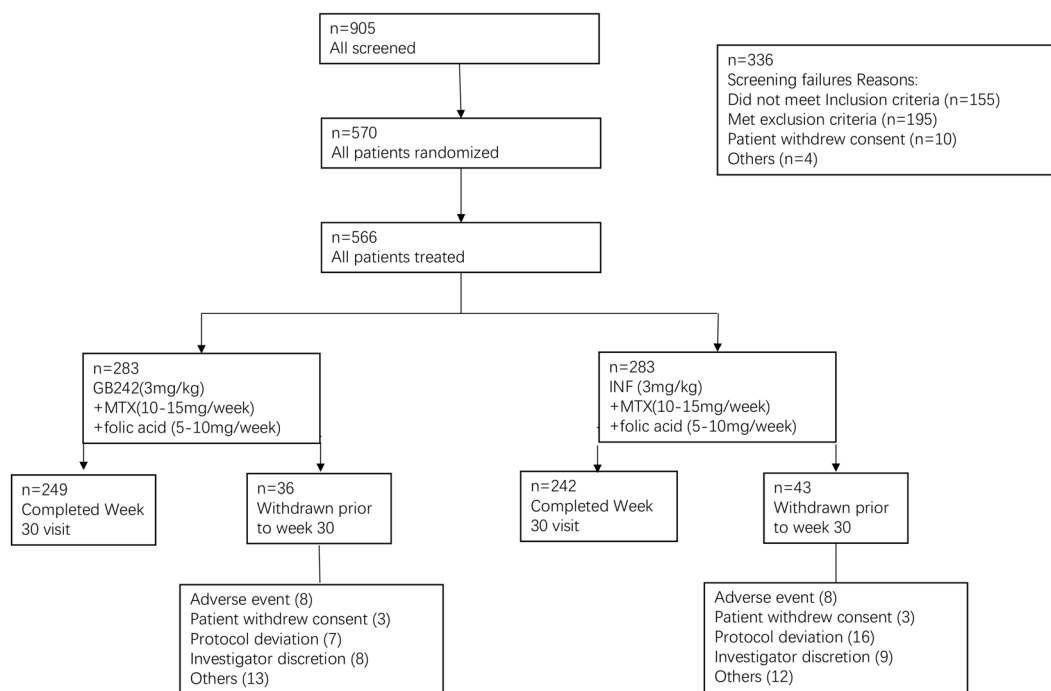 n=905
All screened
n=336
Screening failures Reasons:
Did not meet Inclusion criteria (n=155)
Met exclusion criteria (n=195)
Patient withdrew consent (n=10)
Others (n=4)
n=570
All patients randomized
n=566
All patients treated
n=283
GB242(3mg/kg)
+MTX(10-15mg/week)
+folic acid (5-10mg/week)
n=283
INF (3mg/kg)
+MTX(10-15mg/week)
+folic acid (5-10mg/week)
n=249
Completed Week
30 visit
n=36
Withdrawn prior
to week 30
n=242
Completed Week
30 visit
n=43
Withdrawn prior
to week 30
Adverse event (8)
Patient withdrew consent (3)
Protocol deviation (7)
Investigator discretion (8)
Others (13)
Adverse event (8)
Patient withdrew consent (3)
Protocol deviation (16)
Investigator discretion (9)
Others (12)